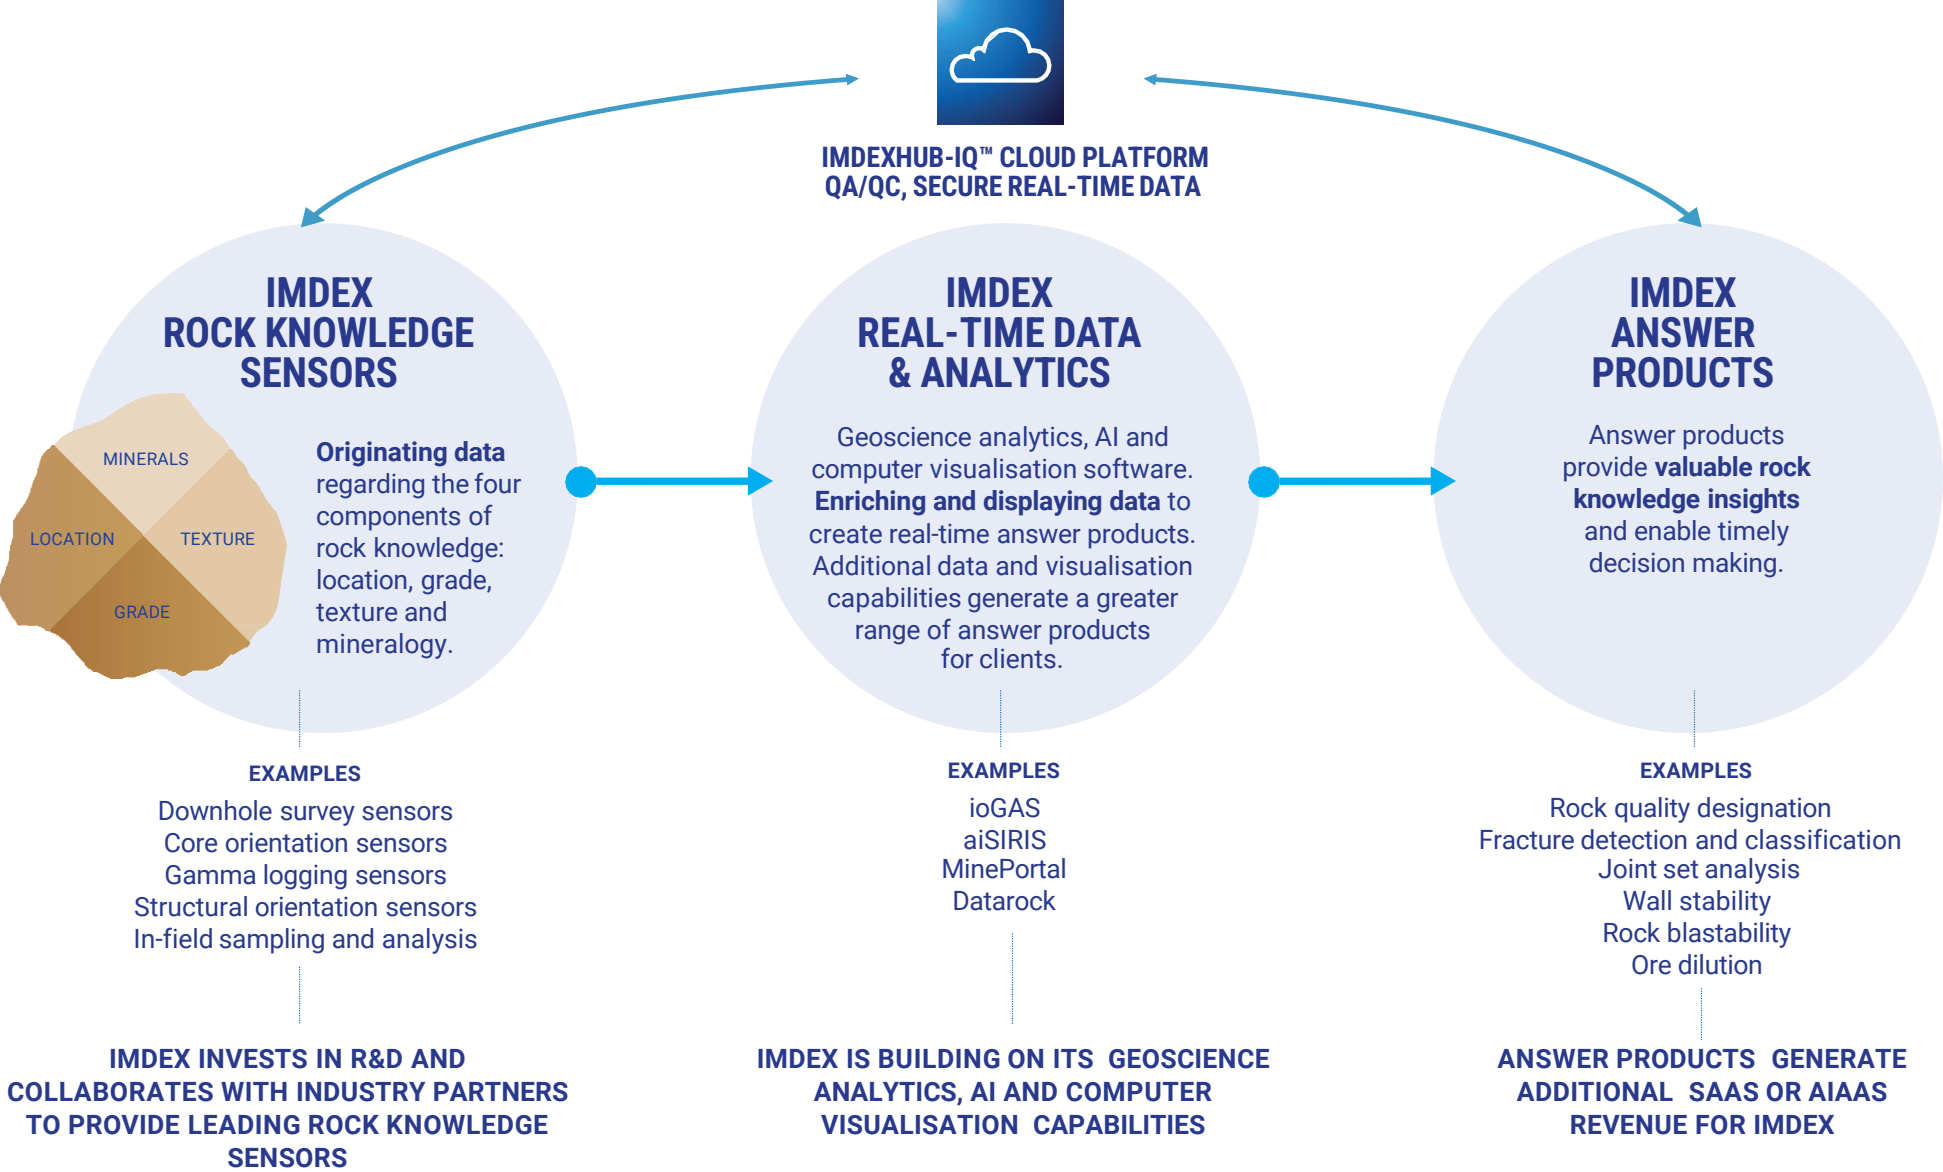 IMDEXHUB-IQ™ CLOUD PLATFORM
QA/QC, SECURE REAL-TIME DATA
IMDEX
ROCK KNOWLEDGE
SENSORS
MINERALS
LOCATION
TEXTURE
GRADE
Originating data
regarding the four
components of
rock knowledge:
location, grade,
texture and
mineralogy.
EXAMPLES
Downhole survey sensors
Core orientation sensors
Gamma logging sensors
Structural orientation sensors
In-field sampling and analysis
IMDEX INVESTS IN R&D AND
COLLABORATES WITH INDUSTRY PARTNERS
TO PROVIDE LEADING ROCK KNOWLEDGE
SENSORS
IMDEX
REAL-TIME DATA
& ANALYTICS
Geoscience analytics, AI and
computer visualisation software.
Enriching and displaying data to
create real-time answer products.
Additional data and visualisation
capabilities generate a greater
range of answer products
for clients.
EXAMPLES
ioGAS
aiSIRIS
MinePortal
Datarock
IMDEX IS BUILDING ON ITS GEOSCIENCE
ANALYTICS, AI AND COMPUTER
VISUALISATION CAPABILITIES
IMDEX
ANSWER
PRODUCTS
Answer products
provide valuable rock
knowledge insights
and enable timely
decision making.
EXAMPLES
Rock quality designation
Fracture detection and classification
Joint set analysis
Wall stability
Rock blastability
Ore dilution
ANSWER PRODUCTS GENERATE
ADDITIONAL SAAS OR AIAAS
REVENUE FOR IMDEX